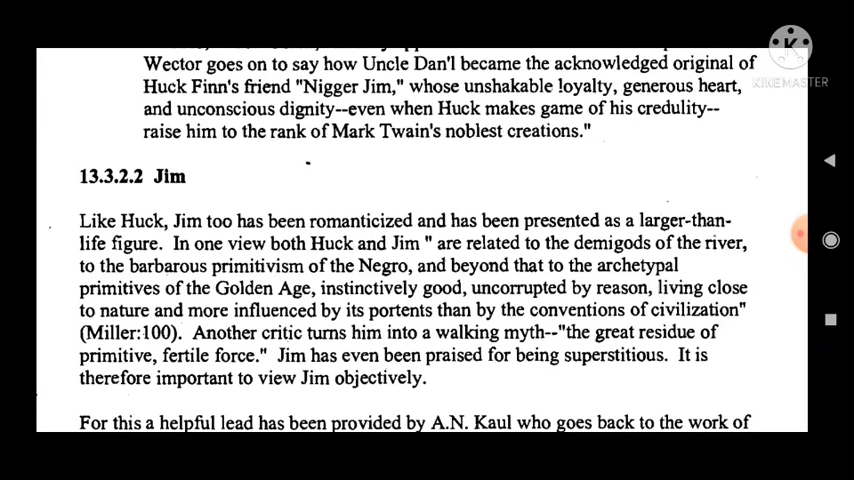 Wector goes on to say how Uncle Dan'l became the acknowledged original of
Huck Finn's friend "Nigger Jim," whose unshakable loyalty, generous heart,
and unconscious dignity--even when Huck makes game of his credulity--
raise him to the rank of Mark Twain's noblest creations."
13.3.2.2 Jim
Like Huck, Jim too has been romanticized and has been presented as a larger-than-
life figure. In one view both Huck and Jim " are related to the demigods of the river,
to the barbarous primitivism of the Negro, and beyond that to the archetypal
primitives of the Golden Age, instinctively good, uncorrupted by reason, living close
to nature and more influenced by its portents than by the conventions of civilization"
(Miller:100). Another critic turns him into a walking myth--"the great residue of
primitive, fertile force." Jim has even been praised for being superstitious. It is
therefore important to view Jim objectively.
For this a helpful lead has been provided by A.N. Kaul who goes back to the work of
K
KINEMASTER